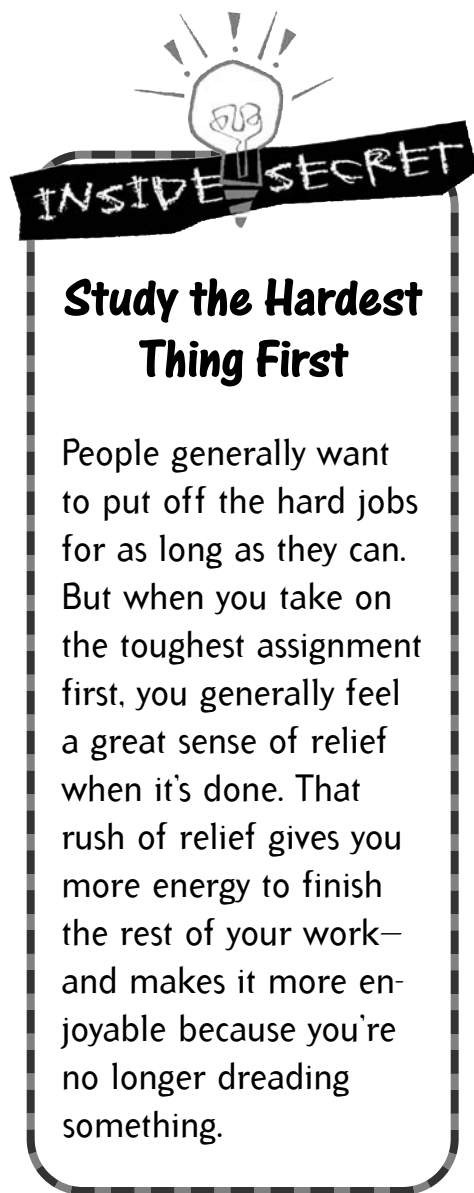 INSIDE SECRET
Study the Hardest
Thing First
People generally want
to put off the hard jobs
for as long as they can.
But when you take on
the toughest assignment
first, you generally feel
a great sense of relief
when it's done. That
rush of relief gives you
more energy to finish
the rest of your work—
and makes it more en-
joyable because you're
no longer dreading
something.